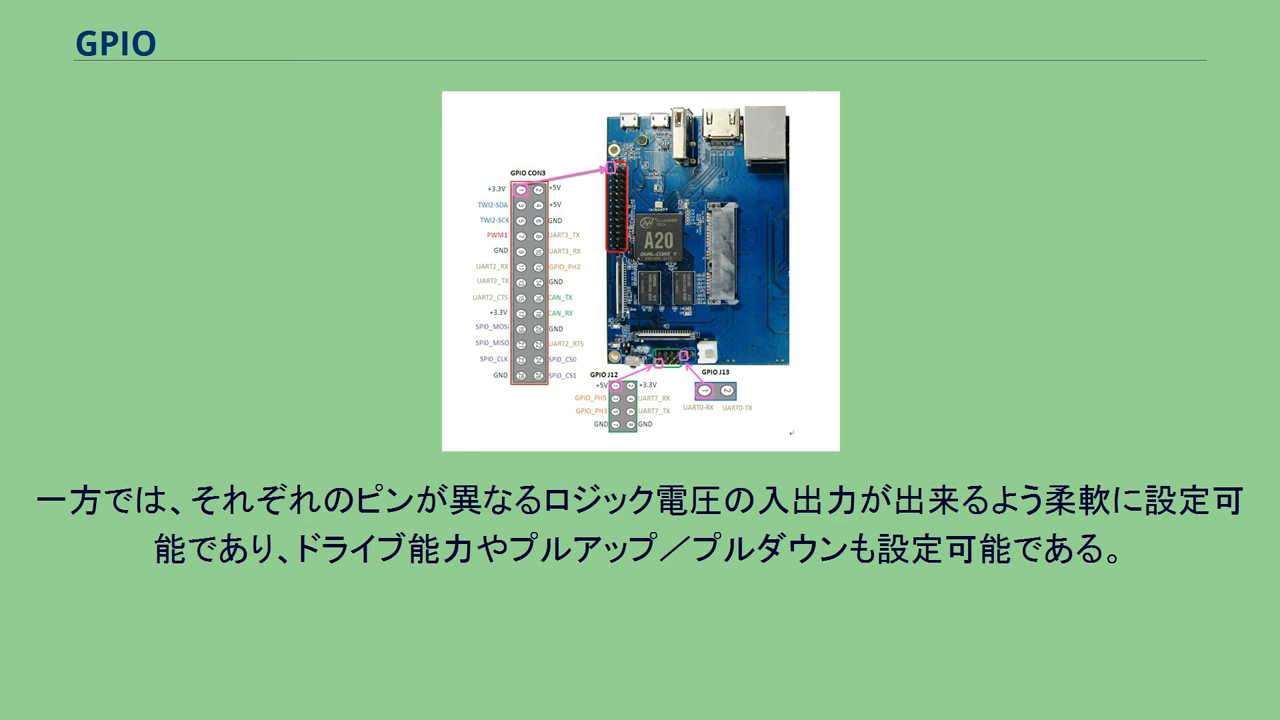 GPIO
GPIO CON3
+3.3V +5V
TWI2-SDA +5V
TWI2-SCK GND
PWM1 UART3_TX
GND UART3_RX
UART2_RX GPIO_PH2
UART2_TX GND
UART2_CTS CAN_TX
+3.3V CAN_RX
SPI0_MOSI GND
SPI0_MISO UART2_RTS
SPI0_CLK SPI0_CS0
GND SPI0_CS1
A20
DUAL-CORE
GPIO J12
+5V +3.3V
GPIO_PH5 UART7_RX
GPIO_PH3 UART7_TX
GND GND
GPIO J13
1 2
UART0-RX UART0-TX
一方では、それぞれのピンが異なるロジック電圧の入出力が出来るよう柔軟に設定可
能であり、ドライブ能力やプルアップ／プルダウンも設定可能である。